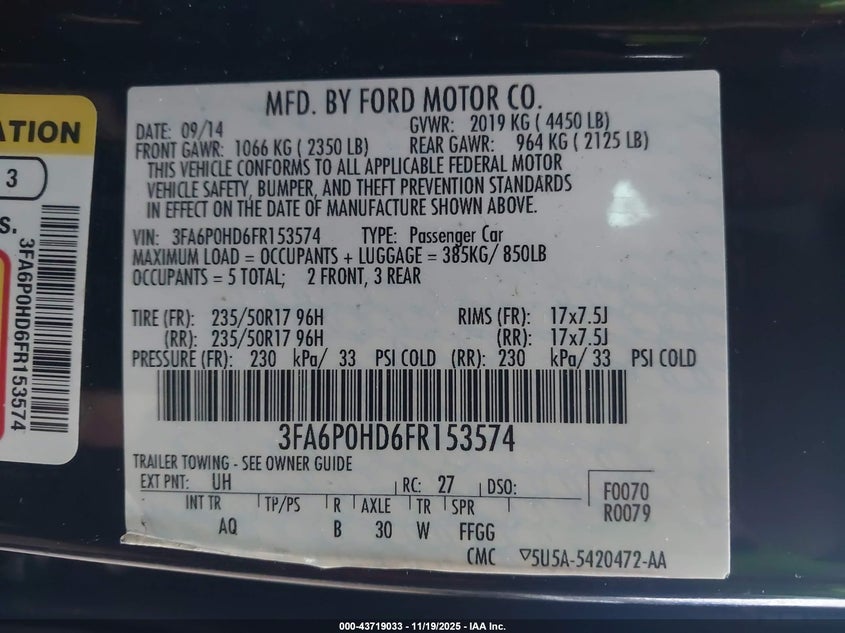 ATION
3
S.
3FA6P0HD6FR153574
MFD. BY FORD MOTOR CO.
DATE: 09/14 GVWR: 2019 KG ( 4450 LB)
FRONT GAWR: 1066 KG ( 2350 LB) REAR GAWR: 964 KG ( 2125 LB)
THIS VEHICLE CONFORMS TO ALL APPLICABLE FEDERAL MOTOR
VEHICLE SAFETY, BUMPER, AND THEFT PREVENTION STANDARDS
IN EFFECT ON THE DATE OF MANUFACTURE SHOWN ABOVE.
VIN: 3FA6P0HD6FR153574 TYPE: Passenger Car
MAXIMUM LOAD = OCCUPANTS + LUGGAGE = 385KG/ 850LB
OCCUPANTS = 5 TOTAL; 2 FRONT, 3 REAR
TIRE (FR): 235/50R17 96H RIMS (FR): 17x7.5J
(RR): 235/50R17 96H (RR): 17x7.5J
PRESSURE (FR): 230 kPa/ 33 PSI COLD (RR): 230 kPa/ 33 PSI COLD
3FA6P0HD6FR153574
TRAILER TOWING - SEE OWNER GUIDE
EXT PNT: UH RC: 27 DSO: F0070
R0079
INT TR TP/PS R AXLE TR SPR
AQ B 30 W FFGG
CMC ▽5U5A-5420472-AA
000-43719033 - 11/19/2025 - IAA Inc.